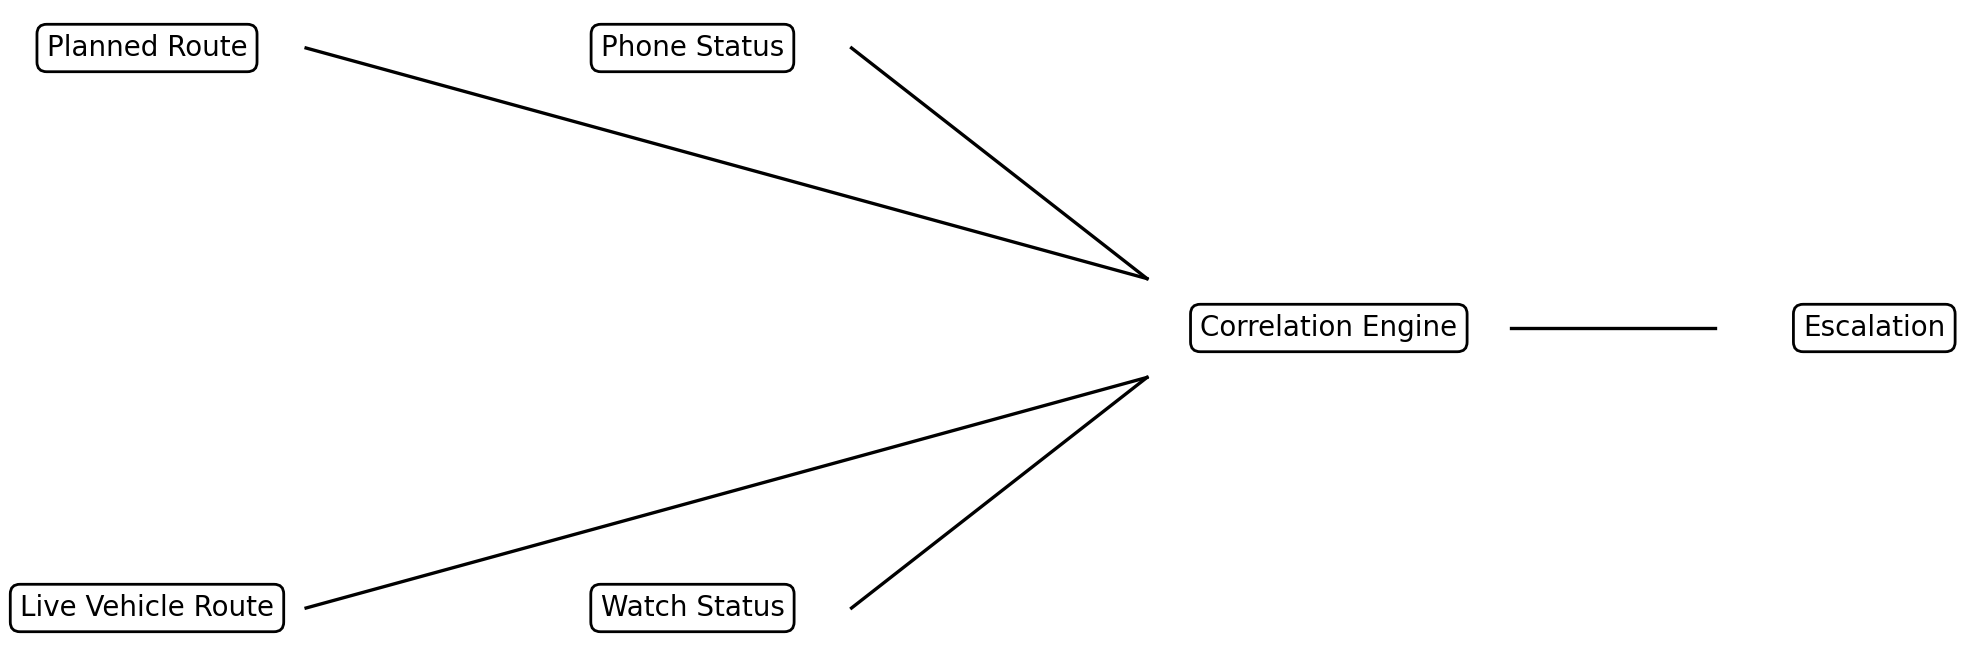 Planned Route
Phone Status
Correlation Engine
Escalation
Live Vehicle Route
Watch Status